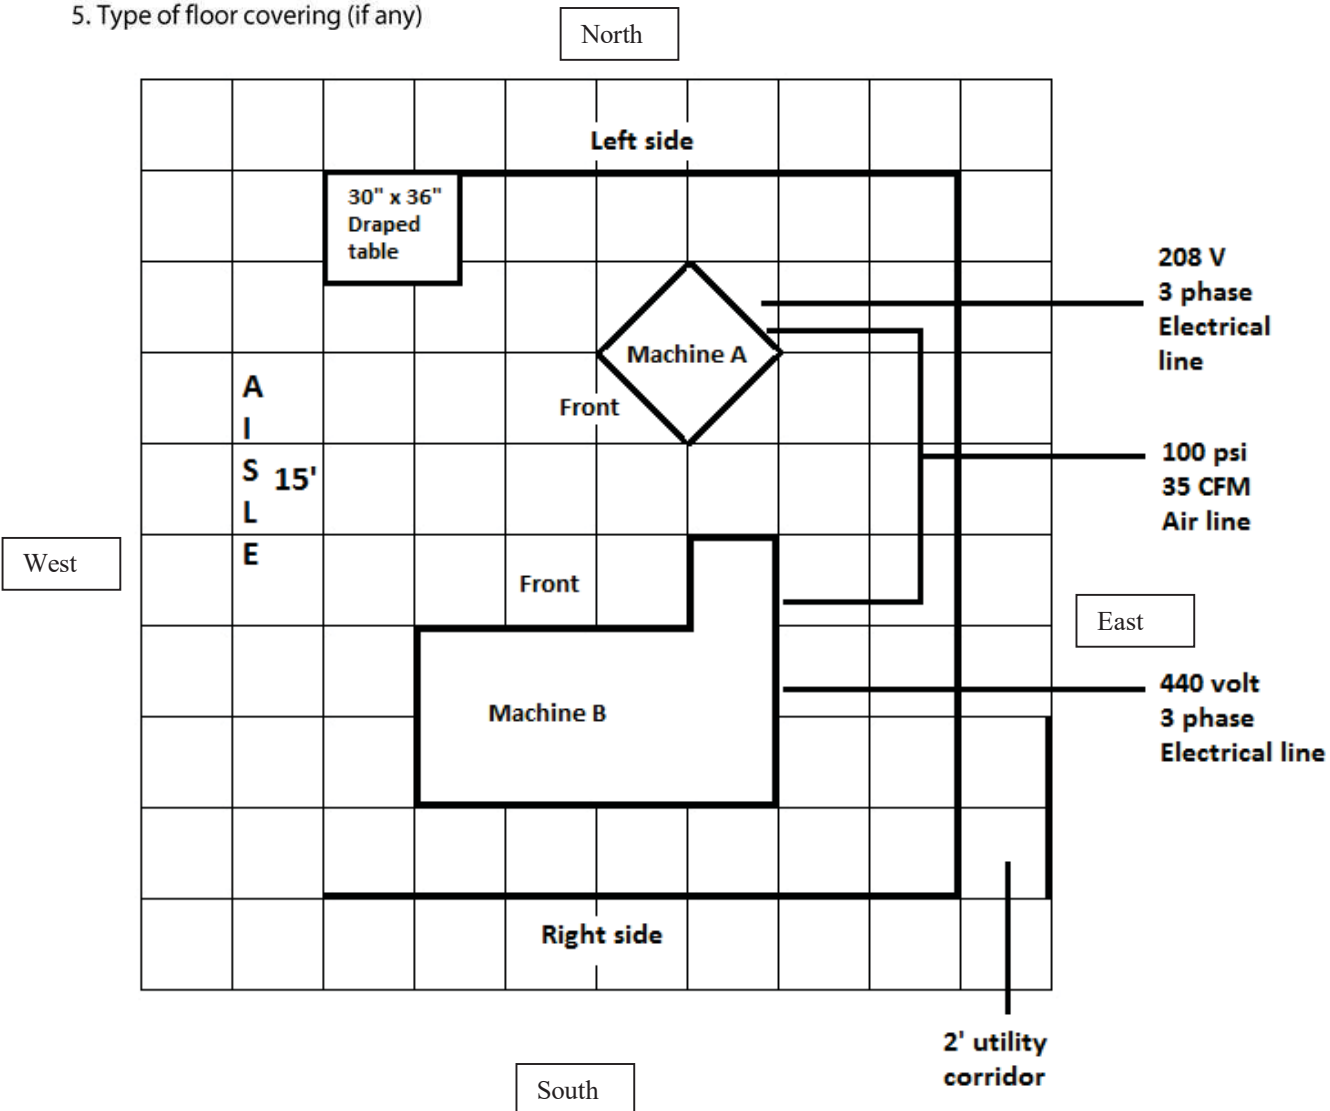 5. Type of floor covering (if any)
North
Left side
30" x 36"
Draped
table
208 V
3 phase
Electrical
line
Machine A
Front
A
I
S
L
E
15'
100 psi
35 CFM
Air line
West
Front
East
Machine B
440 volt
3 phase
Electrical line
Right side
2' utility
corridor
South